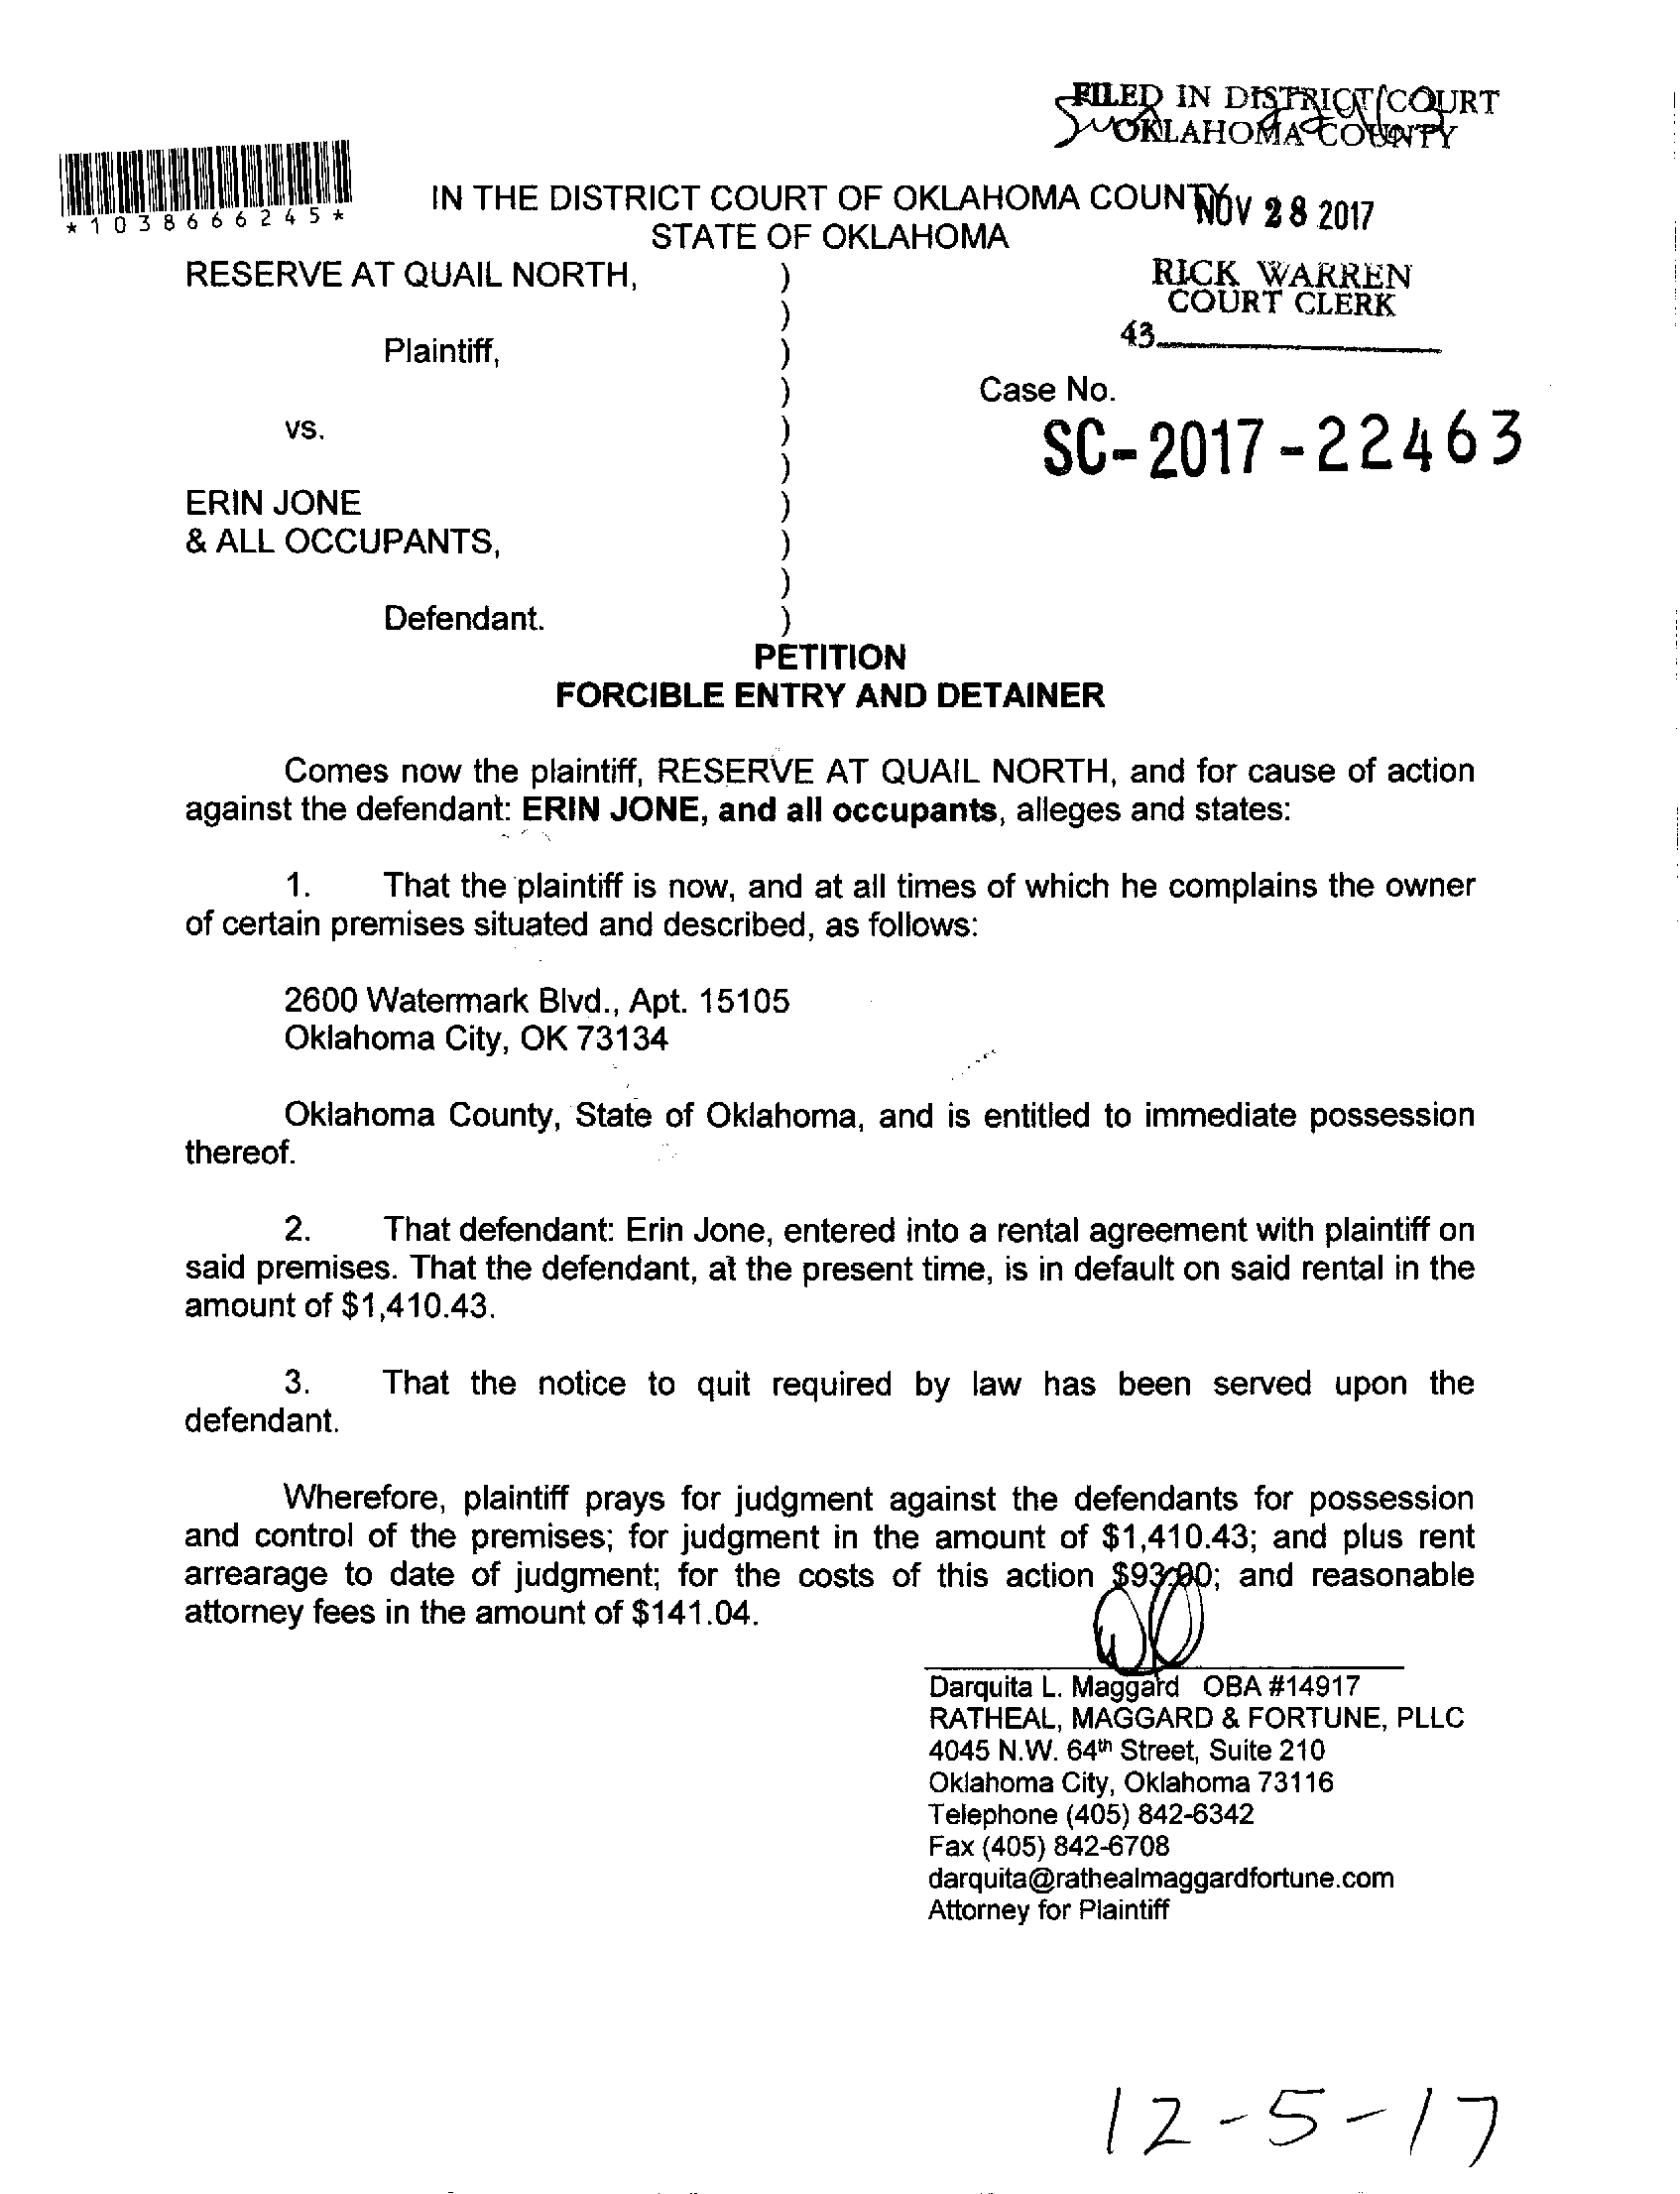 FILED IN DISTRICT COURT
OKLAHOMA COUNTY
*1038666245*
IN THE DISTRICT COURT OF OKLAHOMA COUNTY
NOV 28 2017
STATE OF OKLAHOMA
RESERVE AT QUAIL NORTH, )
RICK WARREN
COURT CLERK
)
43
Plaintiff, )
) Case No.
vs. )
SC-2017-22463
)
ERIN JONE )
& ALL OCCUPANTS, )
)
Defendant. )
PETITION
FORCIBLE ENTRY AND DETAINER
Comes now the plaintiff, RESERVE AT QUAIL NORTH, and for cause of action
against the defendant: ERIN JONE, and all occupants, alleges and states:
1. That the plaintiff is now, and at all times of which he complains the owner
of certain premises situated and described, as follows:
2600 Watermark Blvd., Apt. 15105
Oklahoma City, OK 73134
Oklahoma County, State of Oklahoma, and is entitled to immediate possession
thereof.
2. That defendant: Erin Jone, entered into a rental agreement with plaintiff on
said premises. That the defendant, at the present time, is in default on said rental in the
amount of $1,410.43.
3. That the notice to quit required by law has been served upon the
defendant.
Wherefore, plaintiff prays for judgment against the defendants for possession
and control of the premises; for judgment in the amount of $1,410.43; and plus rent
arrearage to date of judgment; for the costs of this action $93.00; and reasonable
attorney fees in the amount of $141.04.
Darquita L. Maggard OBA #14917
RATHEAL, MAGGARD & FORTUNE, PLLC
4045 N.W. 64th Street, Suite 210
Oklahoma City, Oklahoma 73116
Telephone (405) 842-6342
Fax (405) 842-6708
darquita@rathealmaggardfortune.com
Attorney for Plaintiff
12-5-17